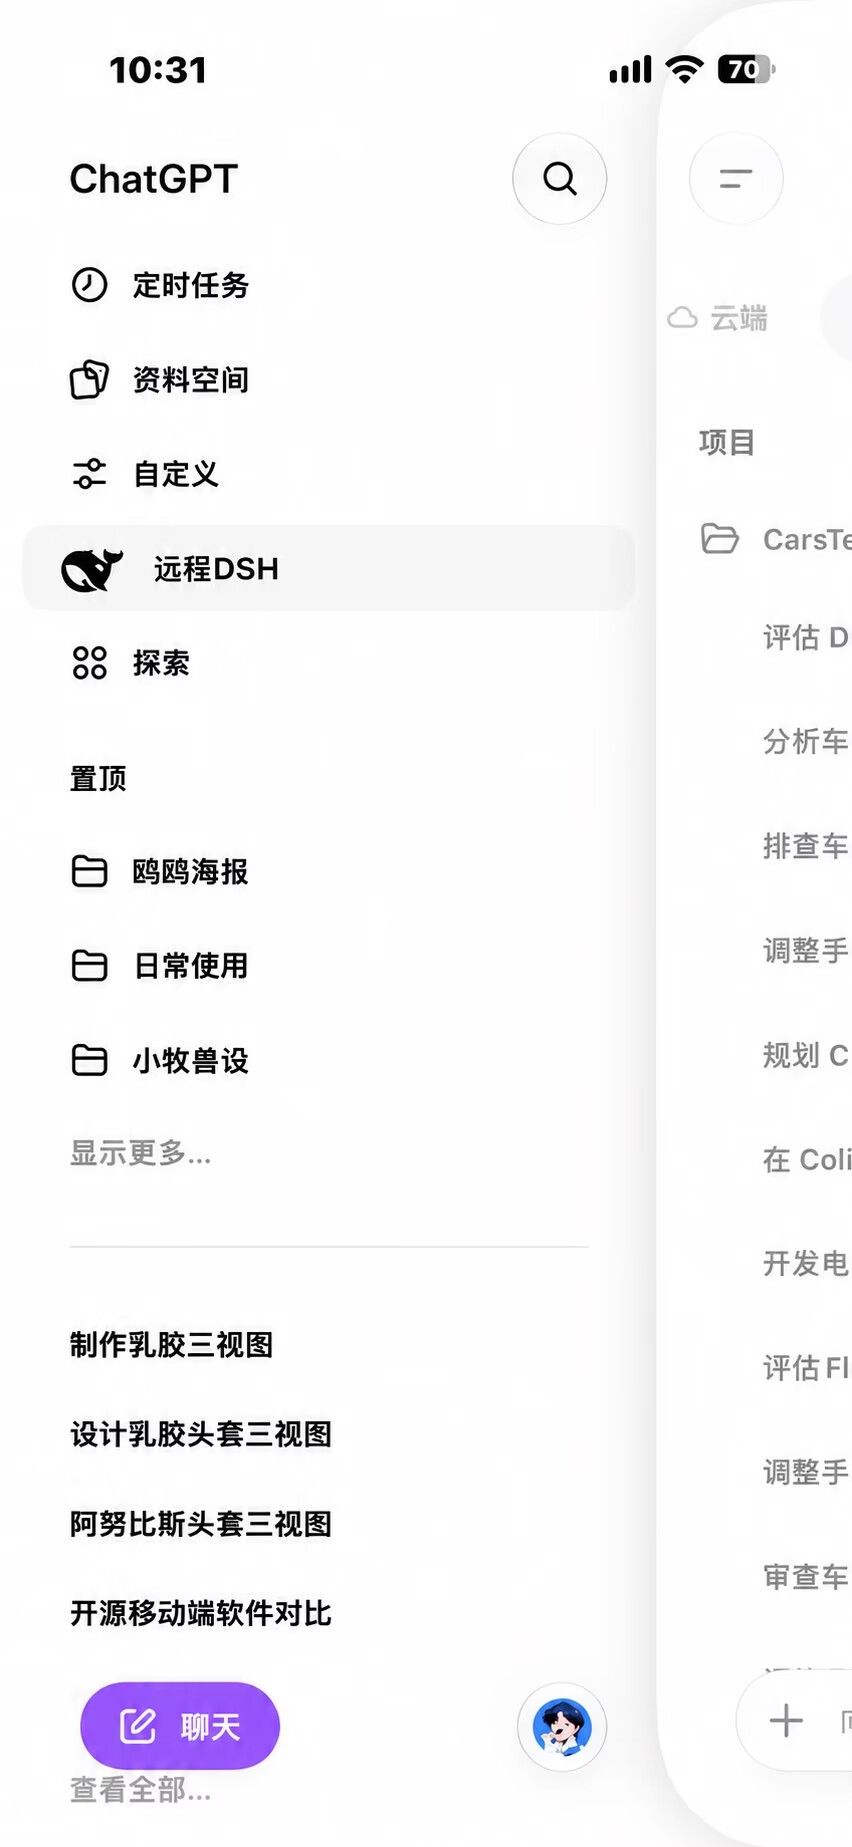 10:31
70
ChatGPT
定时任务
资料空间
自定义
远程DSH
探索
置顶
鸥鸥海报
日常使用
小牧兽设
显示更多...
制作乳胶三视图
设计乳胶头套三视图
阿努比斯头套三视图
开源移动端软件对比
聊天
查看全部...
云端
项目
CarsTe
评估 D
分析车
排查车
调整手
规划 C
在 Coli
开发电
评估 Fl
调整手
审查车